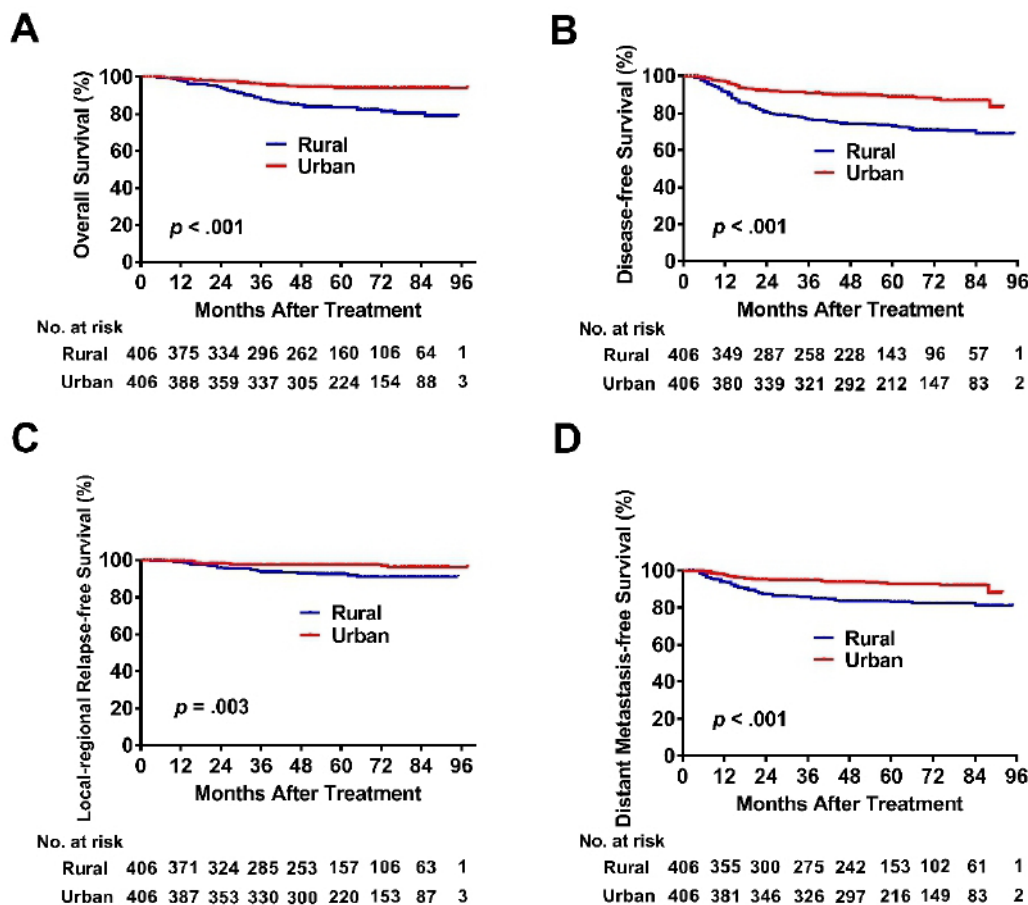 A
Overall Survival (%)
100
80
60
40
20
0
Rural
Urban
p < .001
0 12 24 36 48 60 72 84 96
Months After Treatment
No. at risk
Rural 406 375 334 296 262 160 106 64 1
Urban 406 388 359 337 305 224 154 88 3
B
Disease-free Survival (%)
100
80
60
40
20
0
Rural
Urban
p < .001
0 12 24 36 48 60 72 84 96
Months After Treatment
No. at risk
Rural 406 349 287 258 228 143 96 57 1
Urban 406 380 339 321 292 212 147 83 2
C
Local-regional Relapse-free Survival (%)
100
80
60
40
20
0
Rural
Urban
p = .003
0 12 24 36 48 60 72 84 96
Months After Treatment
No. at risk
Rural 406 371 324 285 253 157 106 63 1
Urban 406 387 353 330 300 220 153 87 3
D
Distant Metastasis-free Survival (%)
100
80
60
40
20
0
Rural
Urban
p < .001
0 12 24 36 48 60 72 84 96
Months After Treatment
No. at risk
Rural 406 355 300 275 242 153 102 61 1
Urban 406 381 346 326 297 216 149 83 2